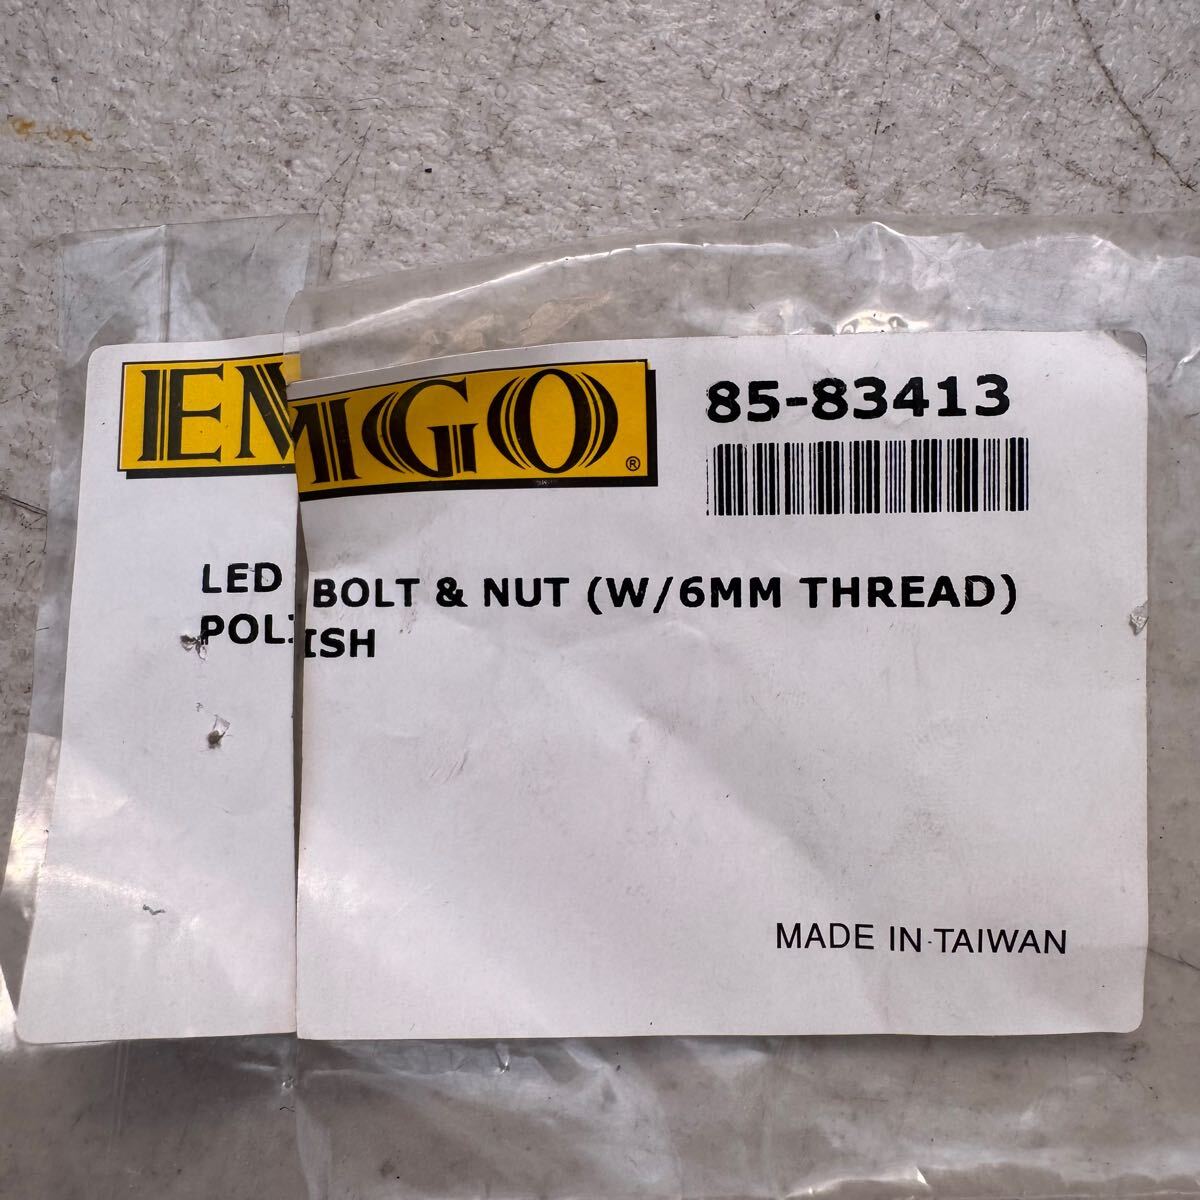 EMGO ®
85-83413
LED BOLT & NUT (W/6MM THREAD)
POLISH
MADE IN TAIWAN